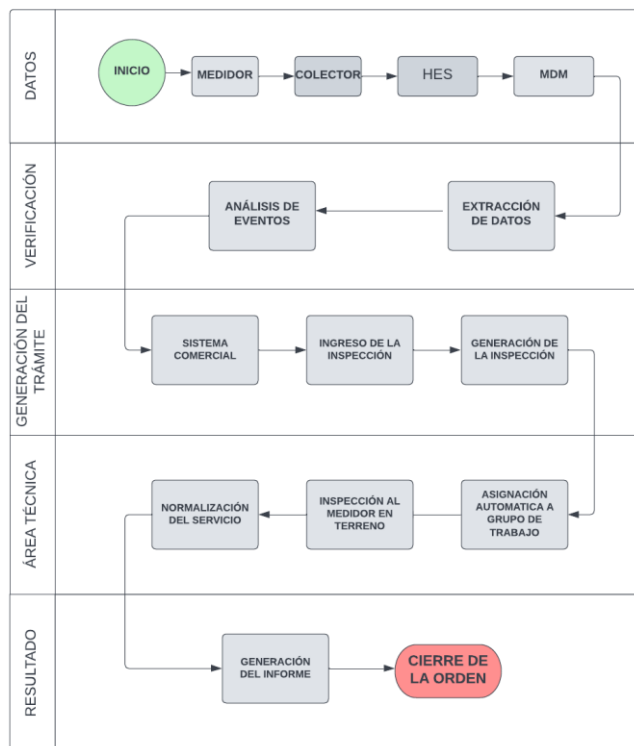 DATOS
INICIO
MEDIDOR
COLECTOR
HES
MDM
VERIFICACIÓN
ANÁLISIS DE
EVENTOS
EXTRACCIÓN
DE DATOS
GENERACIÓN DEL
TRÁMITE
SISTEMA
COMERCIAL
INGRESO DE LA
INSPECCIÓN
GENERACIÓN DE
LA INSPECCIÓN
ÁREA TÉCNICA
NORMALIZACIÓN
DEL SERVICIO
INSPECCIÓN AL
MEDIDOR EN
TERRENO
ASIGNACIÓN
AUTOMATICA A
GRUPO DE
TRABAJO
RESULTADO
GENERACIÓN
DEL INFORME
CIERRE DE
LA ORDEN